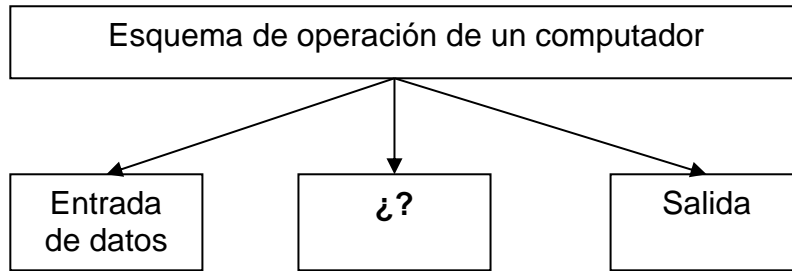 Esquema de operación de un computador
Entrada
de datos
¿?
Salida